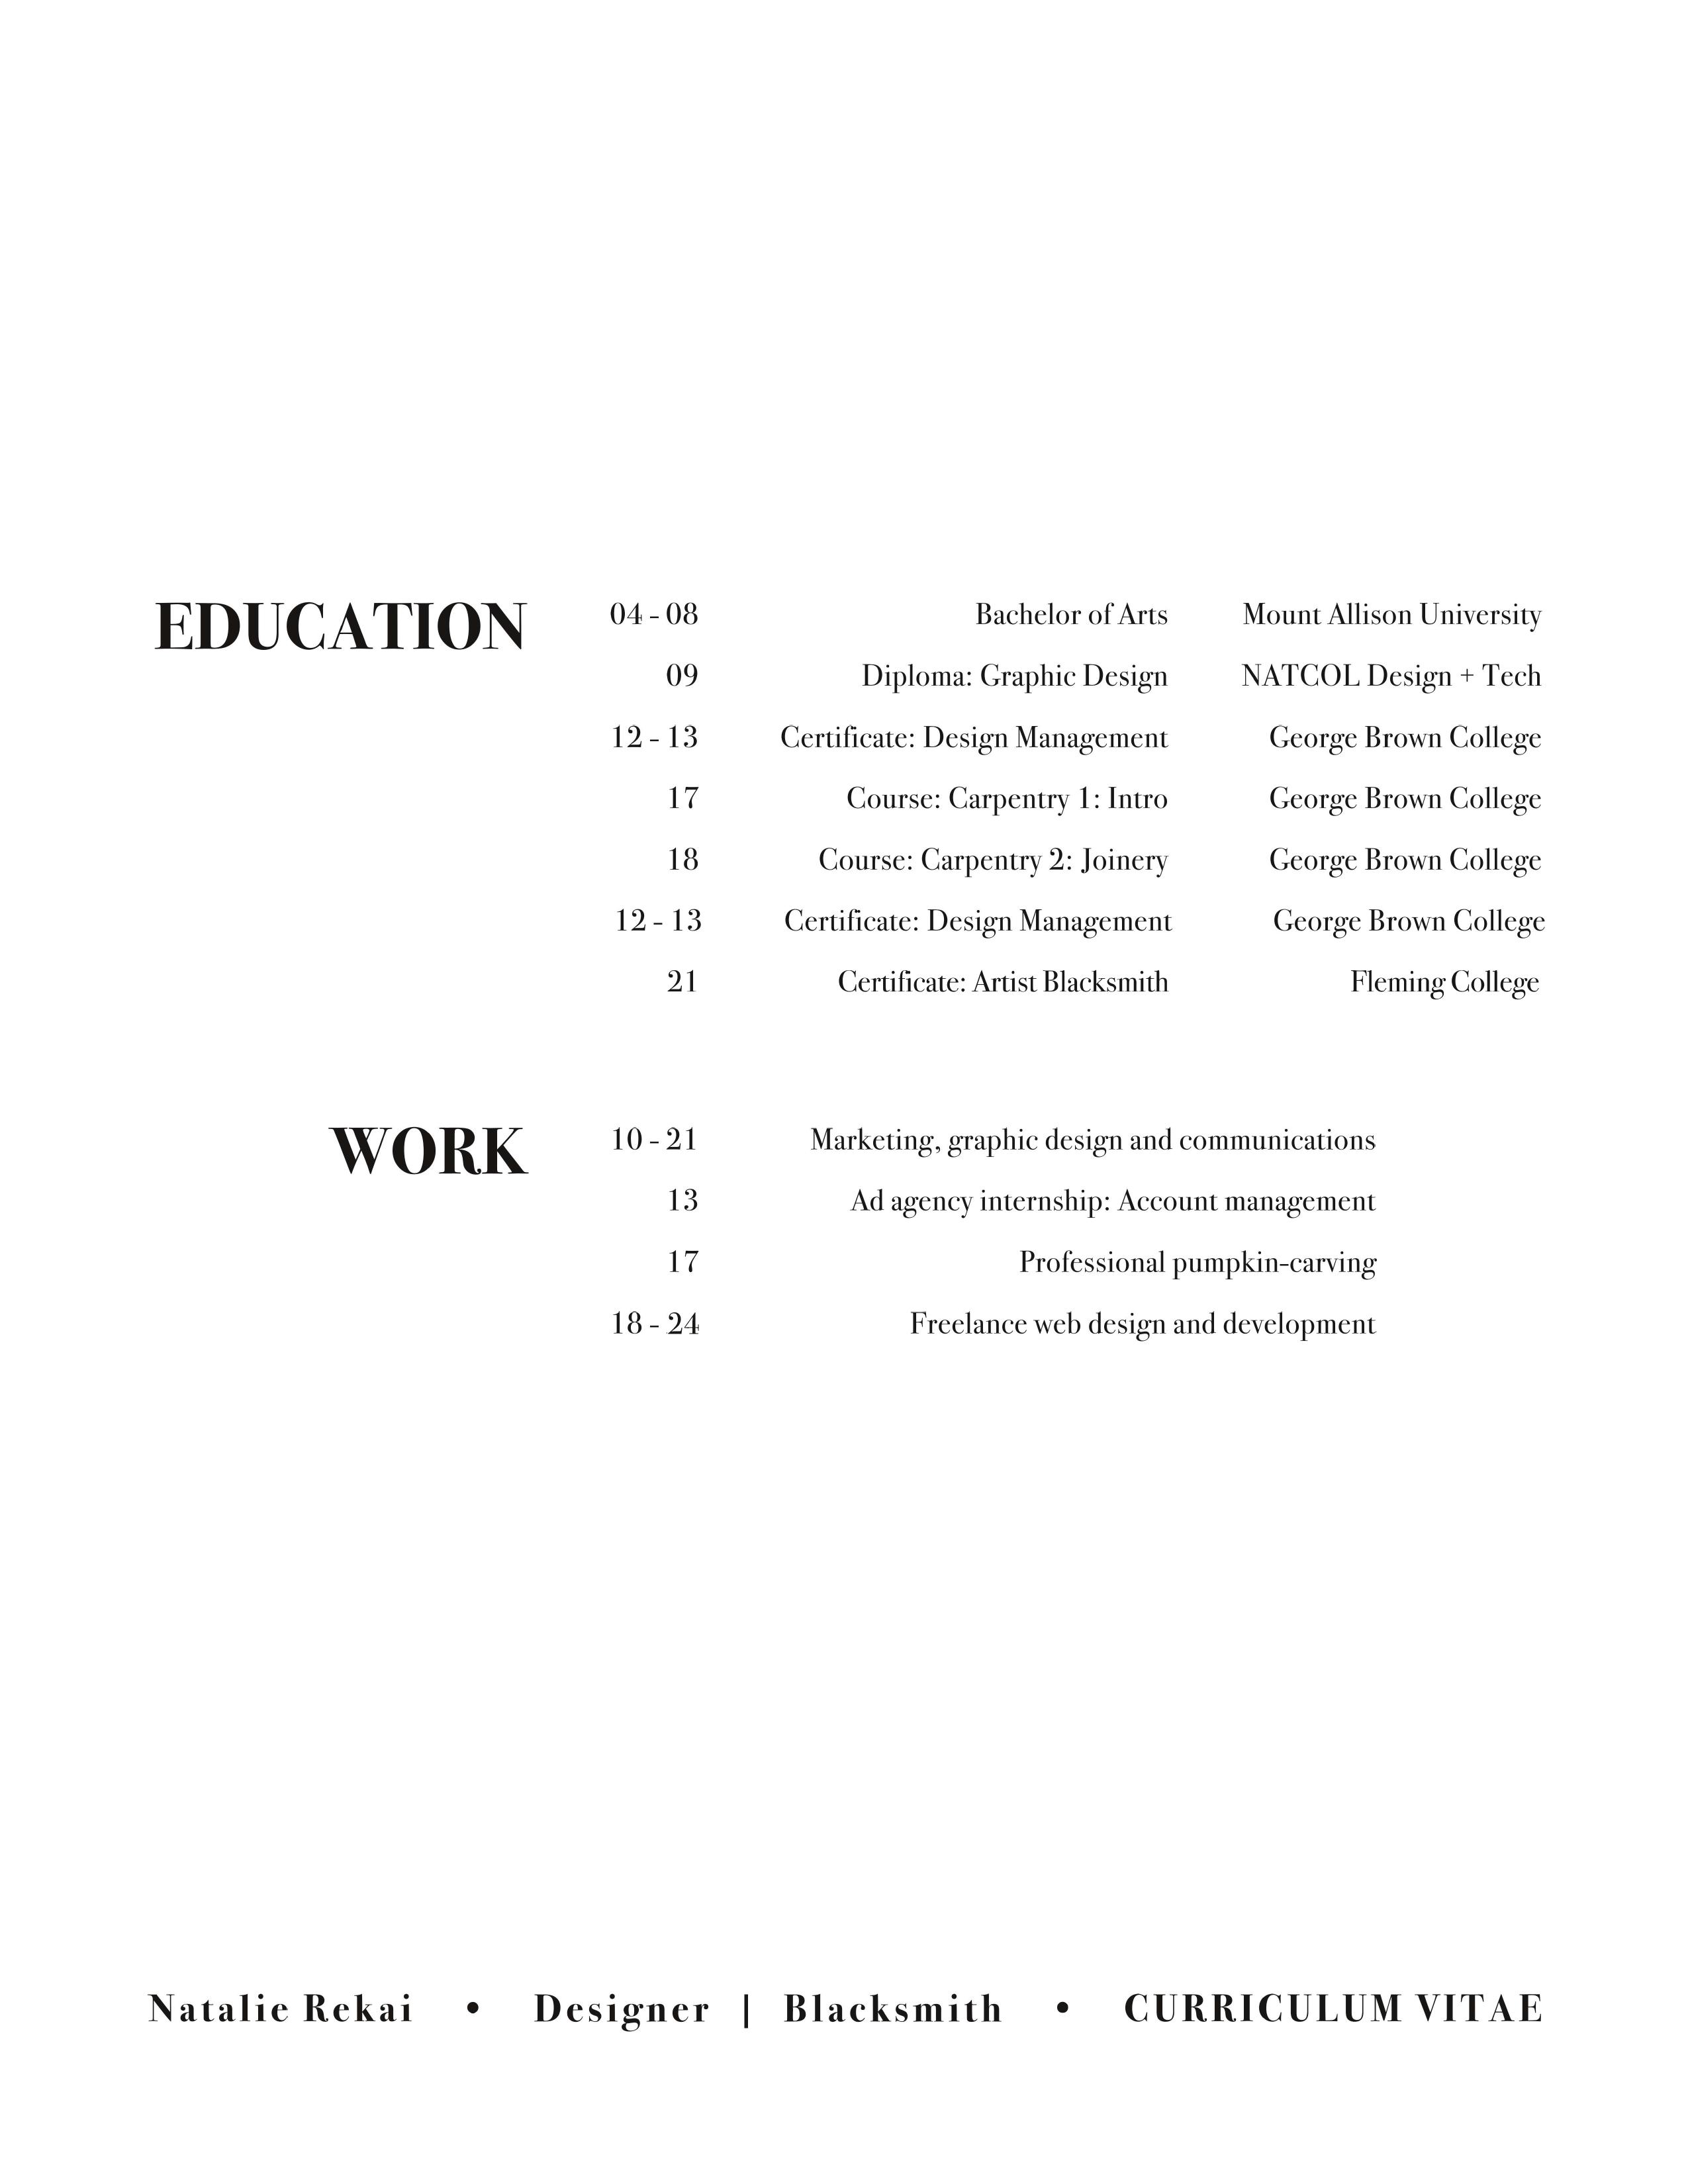 EDUCATION 04 - 08 Bachelor of Arts Mount Allison University
09 Diploma: Graphic Design NATCOL Design + Tech
12 - 13 Certificate: Design Management George Brown College
17 Course: Carpentry 1: Intro George Brown College
18 Course: Carpentry 2: Joinery George Brown College
12 - 13 Certificate: Design Management George Brown College
21 Certificate: Artist Blacksmith Fleming College
WORK 10 - 21 Marketing, graphic design and communications
13 Ad agency internship: Account management
17 Professional pumpkin-carving
18 - 24 Freelance web design and development
Natalie Rekai • Designer | Blacksmith • CURRICULUM VITAE